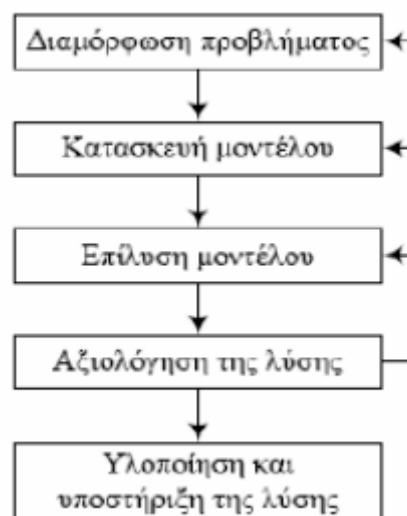 Διαμόρφωση προβλήματος
Κατασκευή μοντέλου
Επίλυση μοντέλου
Αξιολόγηση της λύσης
Υλοποίηση και
υποστήριξη της λύσης